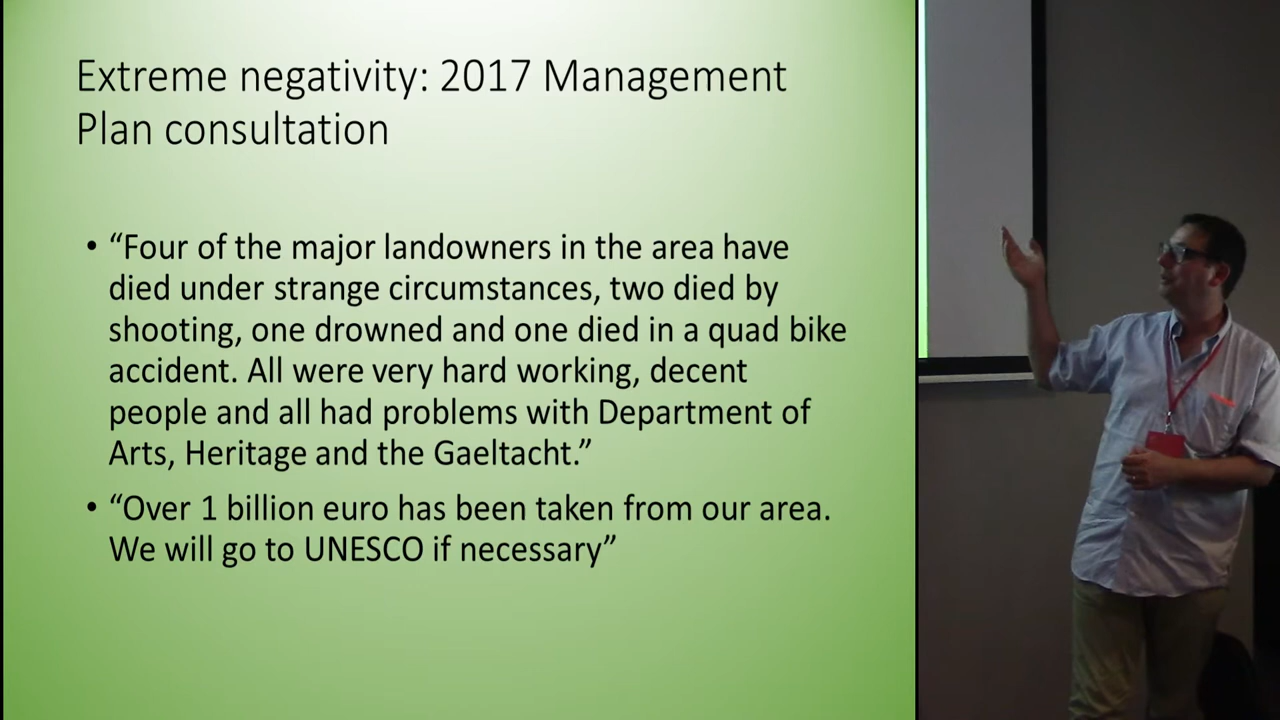 Extreme negativity: 2017 Management
Plan consultation
• “Four of the major landowners in the area have
died under strange circumstances, two died by
shooting, one drowned and one died in a quad bike
accident. All were very hard working, decent
people and all had problems with Department of
Arts, Heritage and the Gaeltacht.”
• “Over 1 billion euro has been taken from our area.
We will go to UNESCO if necessary”